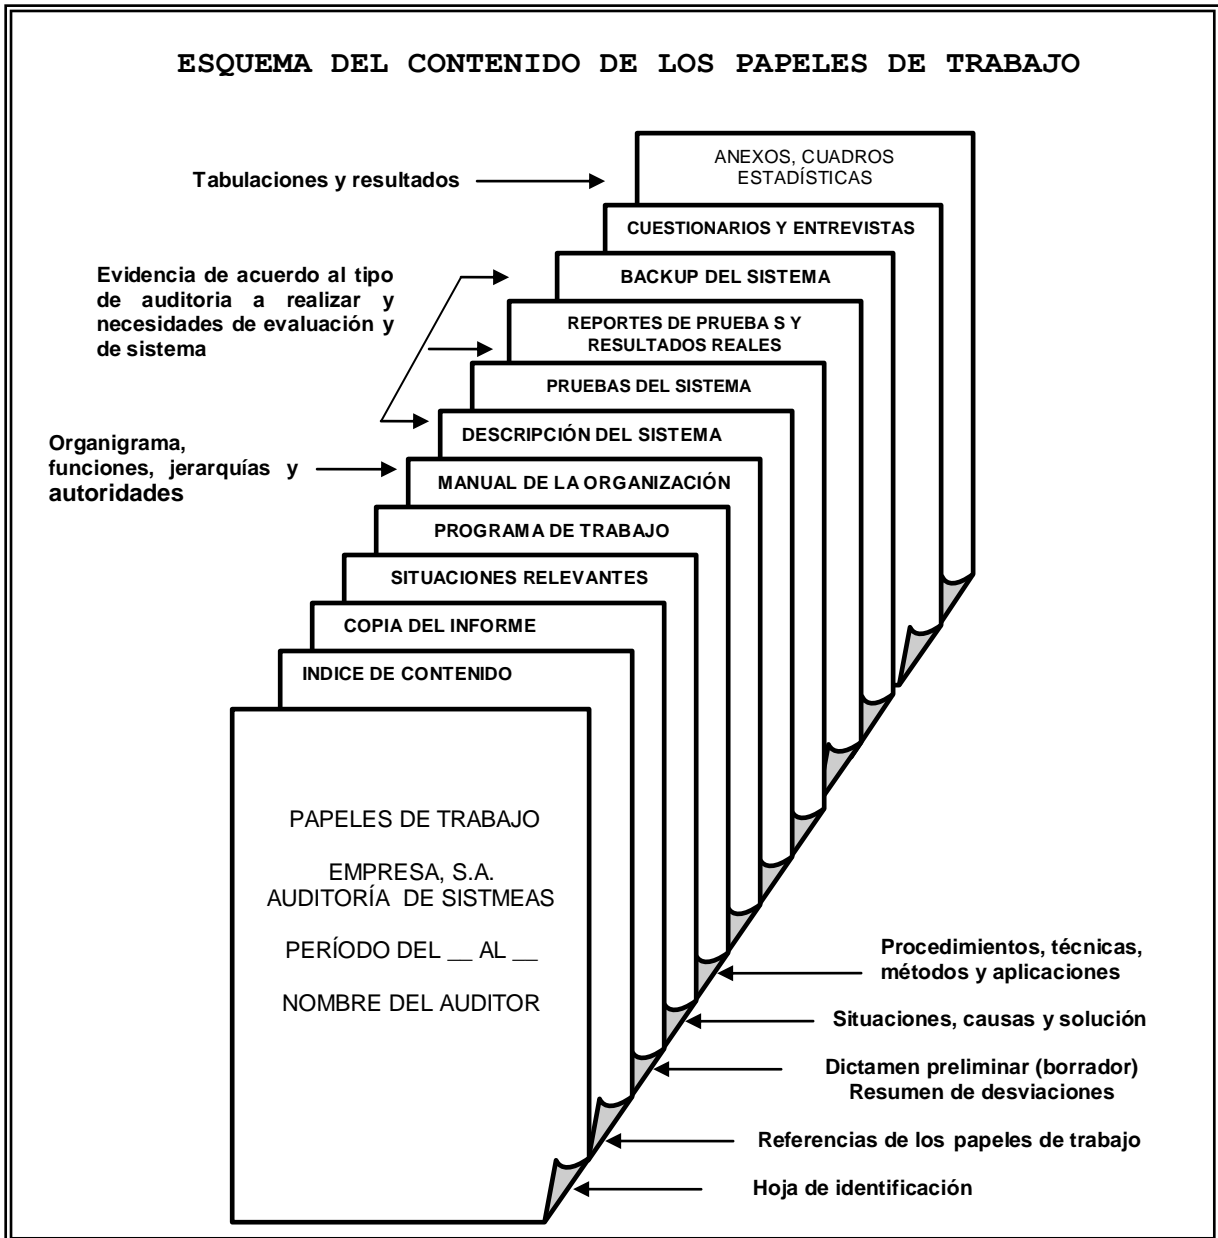 ESQUEMA DEL CONTENIDO DE LOS PAPELES DE TRABAJO
ANEXOS, CUADROS
ESTADÍSTICAS
Tabulaciones y resultados
CUESTIONARIOS Y ENTREVISTAS
BACKUP DEL SISTEMA
Evidencia de acuerdo al tipo
de auditoria a realizar y
necesidades de evaluación y
de sistema
REPORTES DE PRUEBA S Y
RESULTADOS REALES
PRUEBAS DEL SISTEMA
DESCRIPCIÓN DEL SISTEMA
Organigrama,
funciones, jerarquías y
autoridades
MANUAL DE LA ORGANIZACIÓN
PROGRAMA DE TRABAJO
SITUACIONES RELEVANTES
COPIA DEL INFORME
INDICE DE CONTENIDO
PAPELES DE TRABAJO
EMPRESA, S.A.
AUDITORÍA DE SISTMEAS
PERÍODO DEL __ AL __
NOMBRE DEL AUDITOR
Procedimientos, técnicas,
métodos y aplicaciones
Situaciones, causas y solución
Dictamen preliminar (borrador)
Resumen de desviaciones
Referencias de los papeles de trabajo
Hoja de identificación